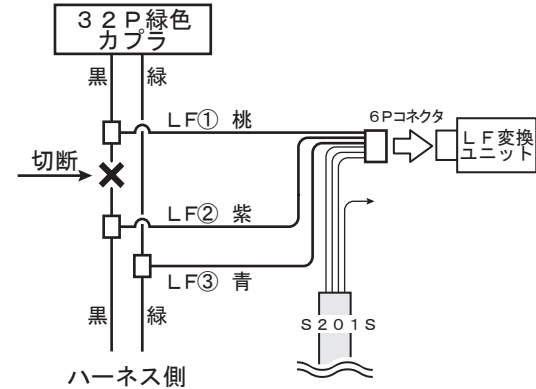 ３２Ｐ緑色
カプラ
黒
緑
ＬＦ① 桃
６Ｐコネクタ
ＬＦ変換
ユニット
切断
ＬＦ② 紫
ＬＦ③ 青
黒
緑
Ｓ２０１Ｓ
ハーネス側